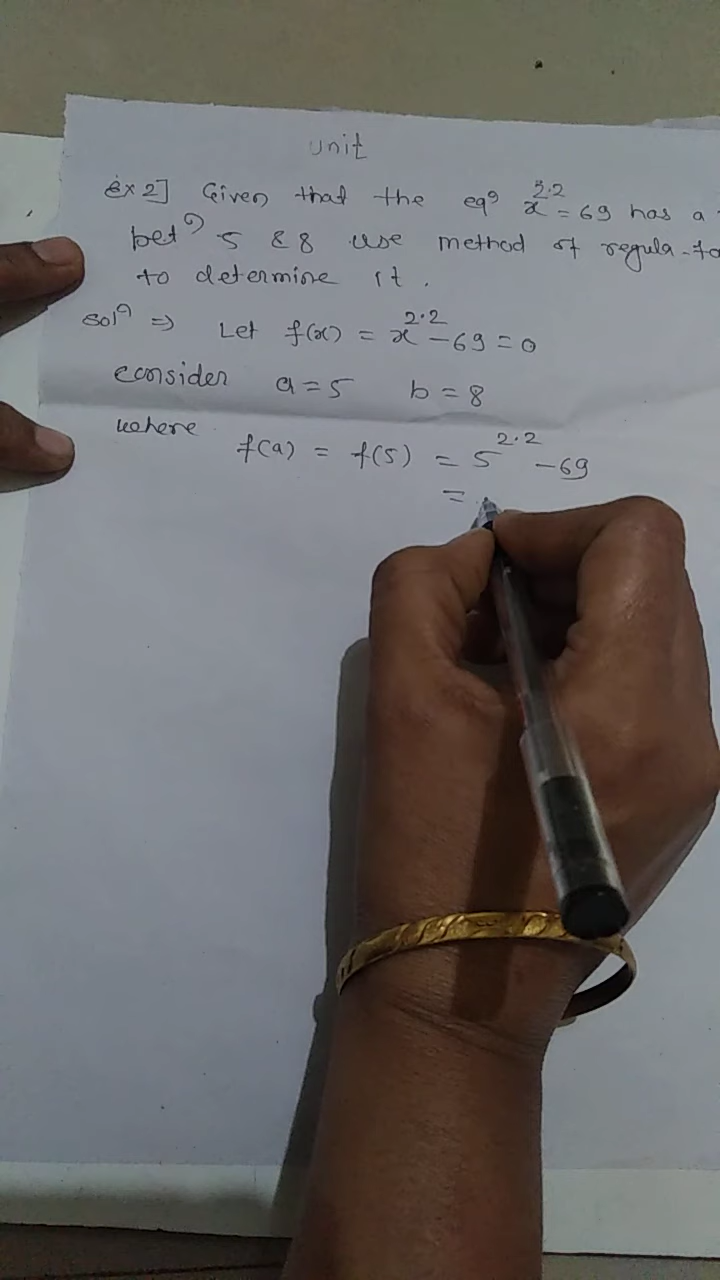 unit
Ex 2] Given that the eqⁿ x^2.2 = 69 has a
betⁿ 5 & 8 use method of regula-fa
to determine it.
solⁿ ⇒ Let f(x) = x^2.2 - 69 = 0
consider a = 5 b = 8
where f(a) = f(5) = 5^2.2 - 69
=